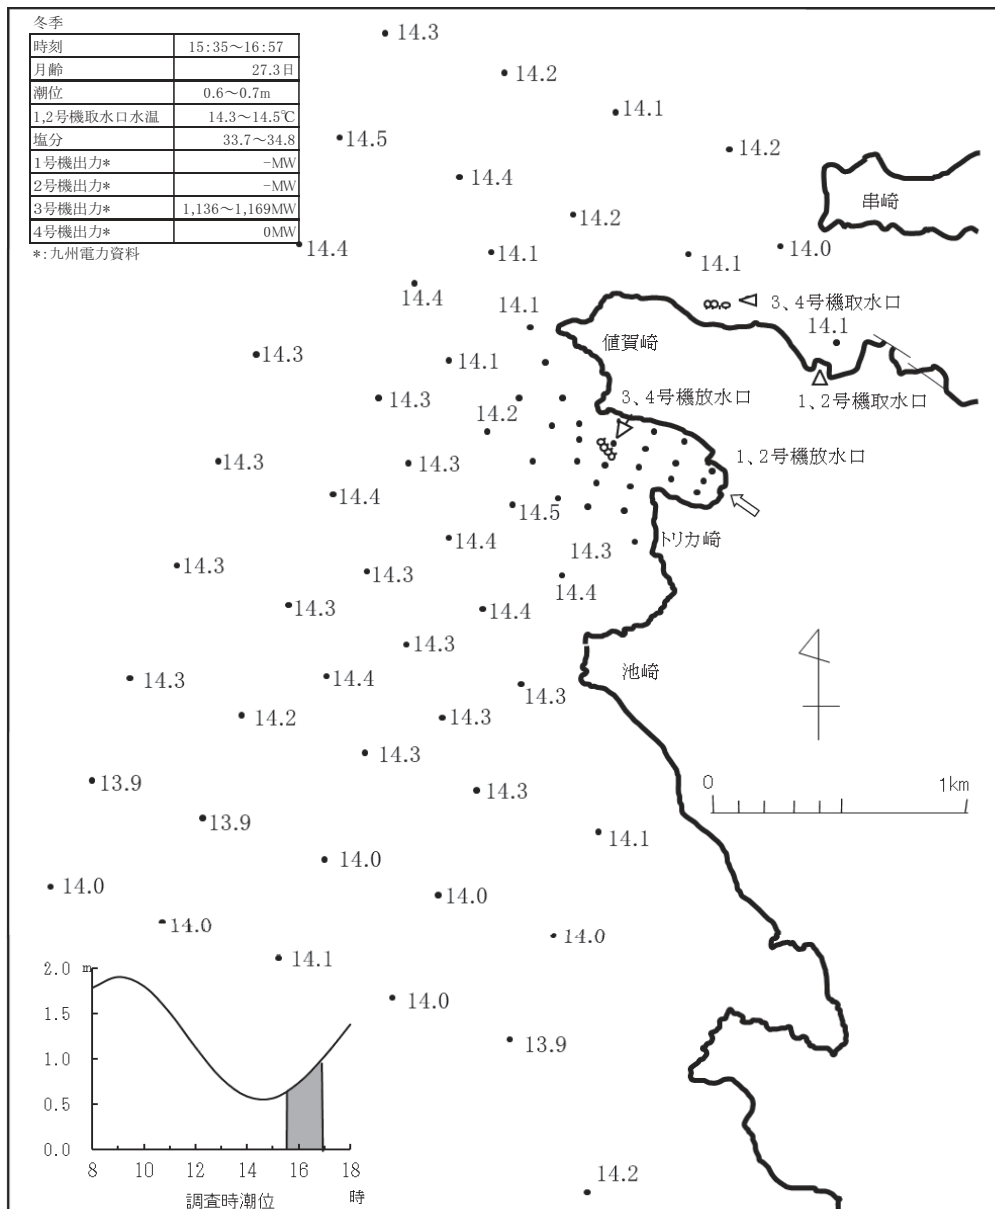 冬季
時刻 15:35～16:57
月齢 27.3日
潮位 0.6～0.7m
1,2号機取水口水温 14.3～14.5℃
塩分 33.7～34.8
1号機出力* -MW
2号機出力* -MW
3号機出力* 1,136～1,169MW
4号機出力* 0MW
*:九州電力資料
14.3
14.2
14.1
14.5
14.2
14.4
串崎
14.2
14.4
14.1
14.1
14.0
14.4
14.1
3、4号機取水口
14.1
値賀崎
14.3
14.1
14.3
14.2
3、4号機放水口
1、2号機取水口
14.3
14.3
1、2号機放水口
14.4
14.5
14.4
14.3
トリカ崎
14.3
14.3
14.4
14.3
14.4
14.3
14.3
14.4
池崎
14.3
14.2
14.3
14.3
13.9
14.3
0 1km
13.9
14.1
14.0
14.0
14.0
14.0
14.0
14.1
14.0
13.9
14.2
2.0 m
1.5
1.0
0.5
0.0
8 10 12 14 16 18
調査時潮位 時